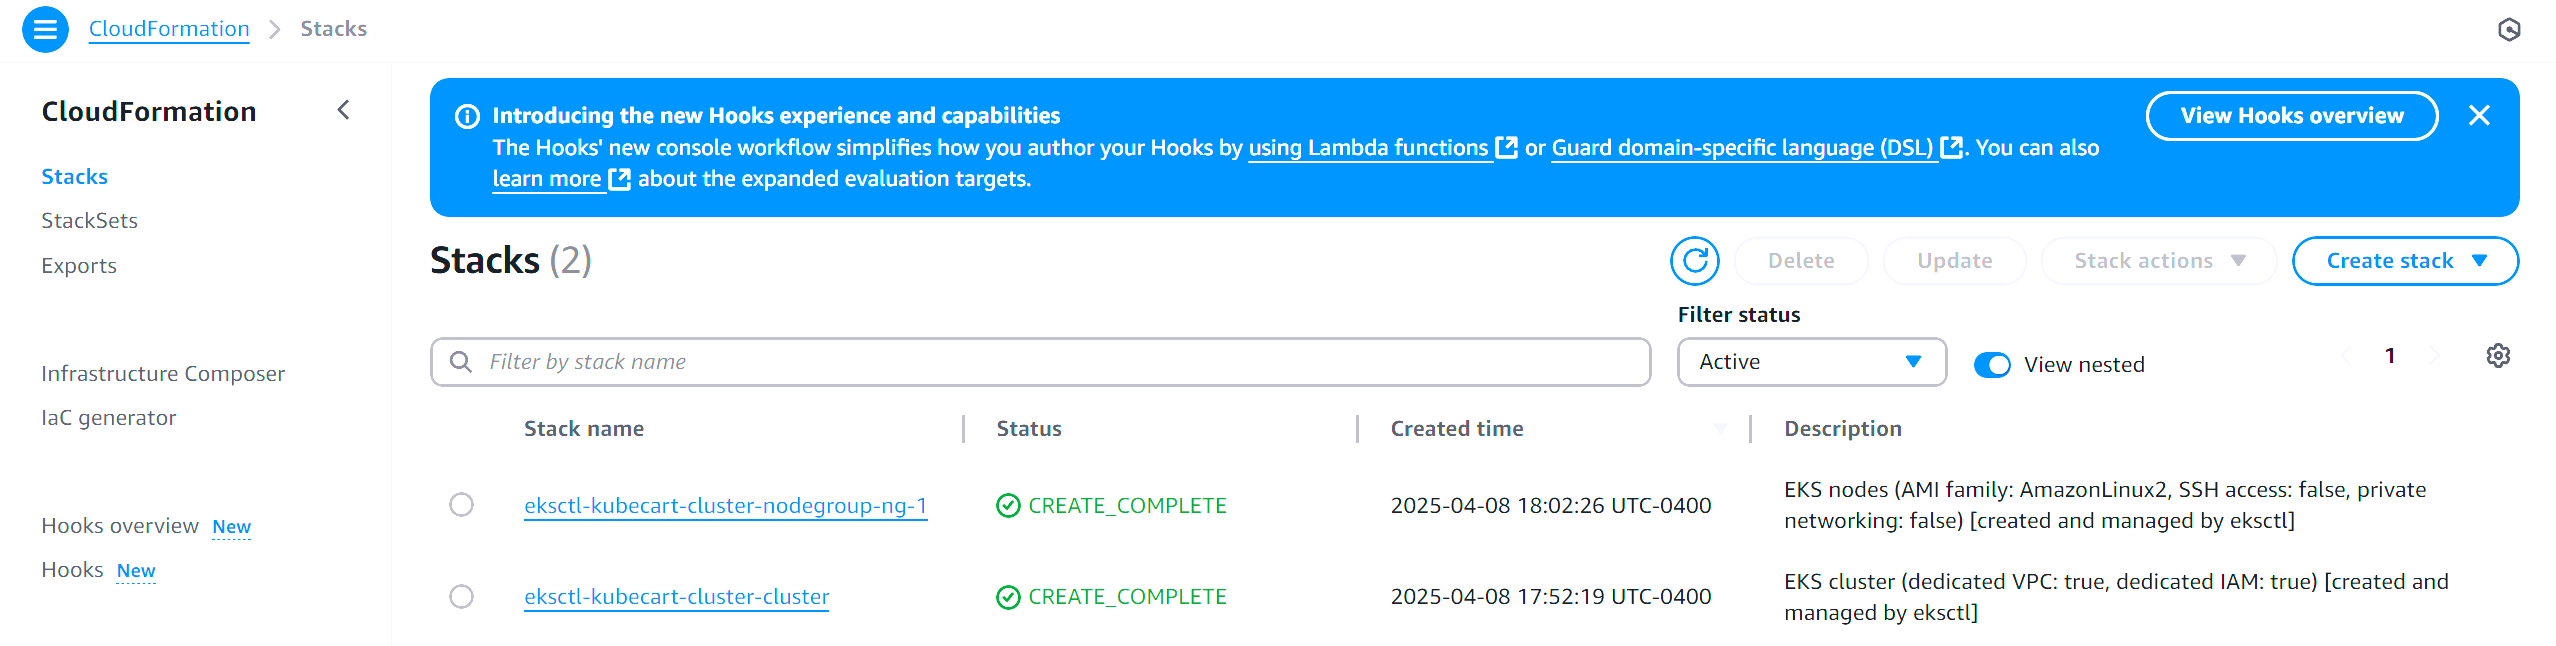 CloudFormation > Stacks
CloudFormation
Stacks
StackSets
Exports
Infrastructure Composer
IaC generator
Hooks overview New
Hooks New
Introducing the new Hooks experience and capabilities
The Hooks' new console workflow simplifies how you author your Hooks by using Lambda functions or Guard domain-specific language (DSL). You can also
learn more about the expanded evaluation targets.
View Hooks overview
Stacks (2)
Delete
Update
Stack actions
Create stack
Filter status
Filter by stack name
Active
View nested
1
Stack name Status Created time Description
eksctl-kubecart-cluster-nodegroup-ng-1 CREATE_COMPLETE 2025-04-08 18:02:26 UTC-0400 EKS nodes (AMI family: AmazonLinux2, SSH access: false, private
networking: false) [created and managed by eksctl]
eksctl-kubecart-cluster-cluster CREATE_COMPLETE 2025-04-08 17:52:19 UTC-0400 EKS cluster (dedicated VPC: true, dedicated IAM: true) [created and
managed by eksctl]